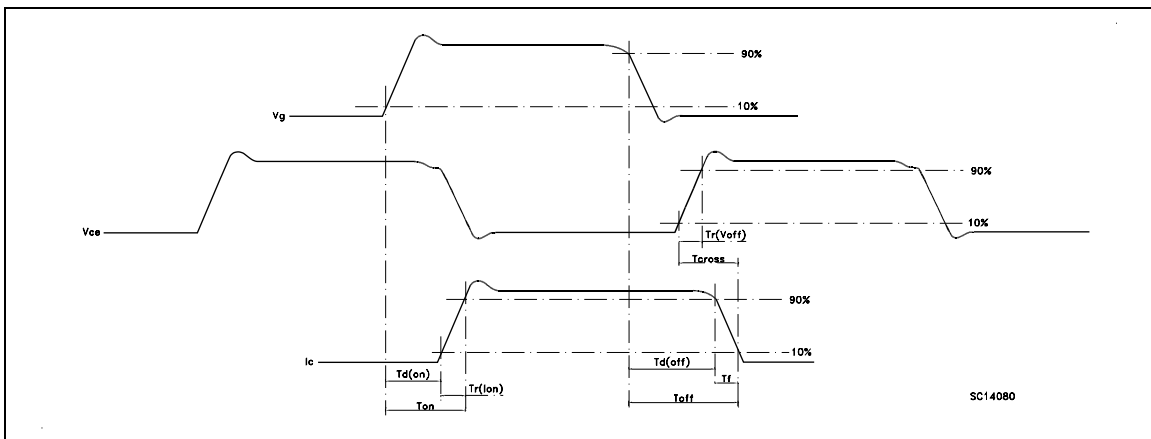 90%
10%
Vg
90%
Vce
10%
Tr(Voff)
Tcross
90%
Ic
10%
Td(on)
Td(off)
Tr(Ion)
Tf
Ton
Toff
SC14080